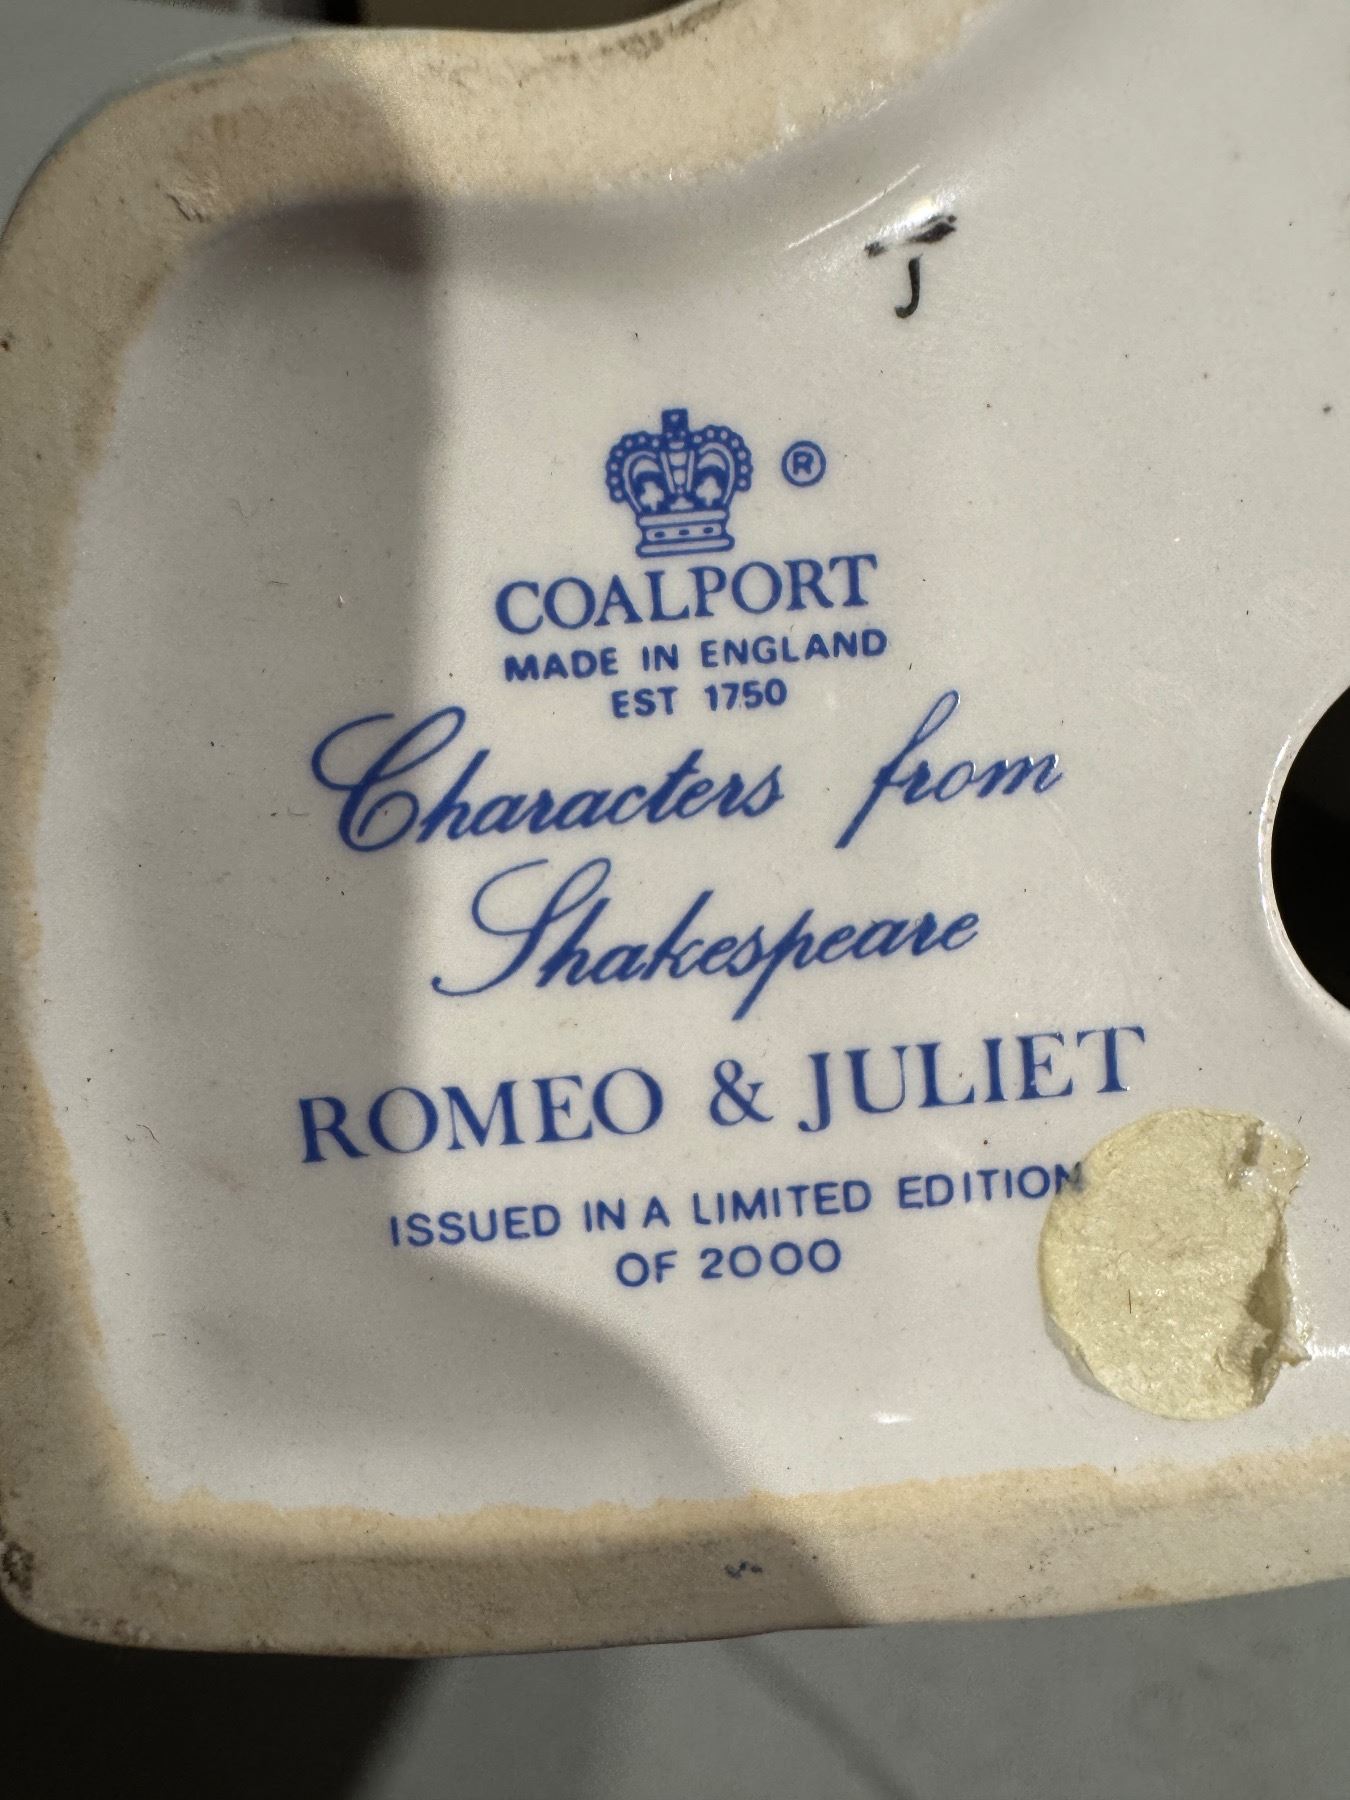 J
®
COALPORT
MADE IN ENGLAND
EST 1750
Characters from
Shakespeare
ROMEO & JULIET
ISSUED IN A LIMITED EDITION
OF 2000